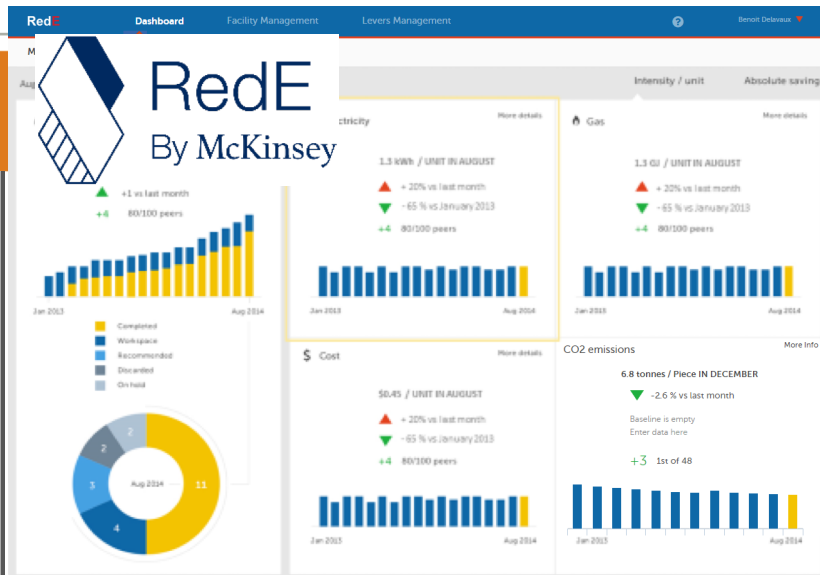 RedE
Dashboard
Facility Management
Levers Management
?
Benoit Delavaux
M
Aug
Intensity / unit
Absolute saving
RedE
By McKinsey
+1 vs last month
+4 80/100 peers
Jan 2013
Aug 2014
Completed
Workspace
Recommended
Discarded
On hold
2
2
3
Aug 2014
11
4
ctricity
More details
1.3 kWh / UNIT IN AUGUST
+ 20% vs last month
- 65 % vs January 2013
+4 80/100 peers
Jan 2013
Aug 2014
Gas
More details
1.3 GJ / UNIT IN AUGUST
+ 20% vs last month
- 65 % vs January 2013
+4 80/100 peers
Jan 2013
Aug 2014
$ Cost
More details
$0.45 / UNIT IN AUGUST
+ 20% vs last month
- 65 % vs January 2013
+4 80/100 peers
Jan 2013
Aug 2014
CO2 emissions
More Info
6.8 tonnes / Piece IN DECEMBER
-2.6 % vs last month
Baseline is empty
Enter data here
+3 1st of 48
Jan 2013
Aug 2014